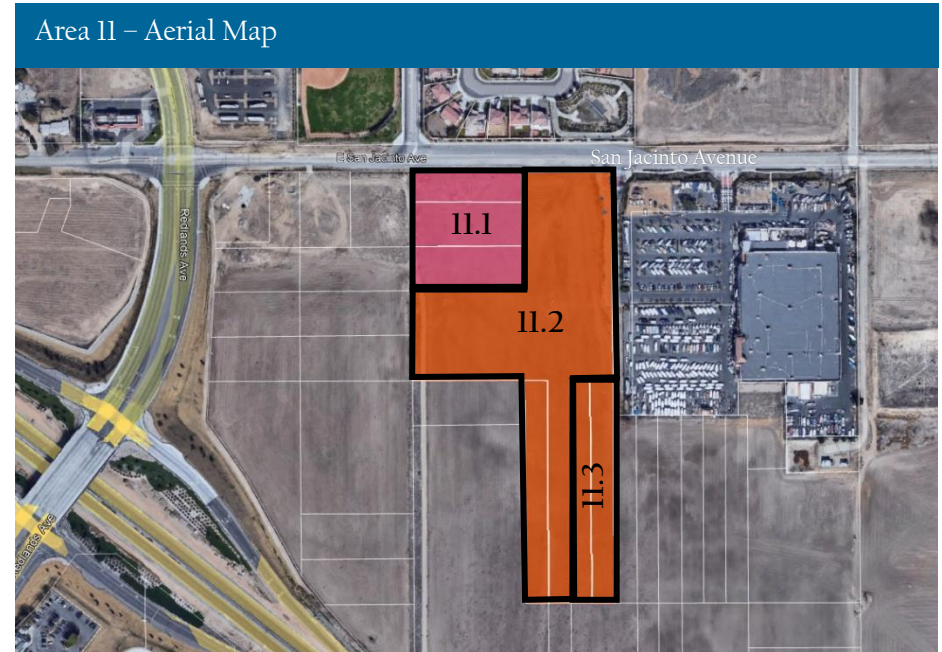 Area 11 – Aerial Map
E San Jacinto Ave
San Jacinto Avenue
11.1
Redlands Ave
11.2
11.3
Redlands Ave